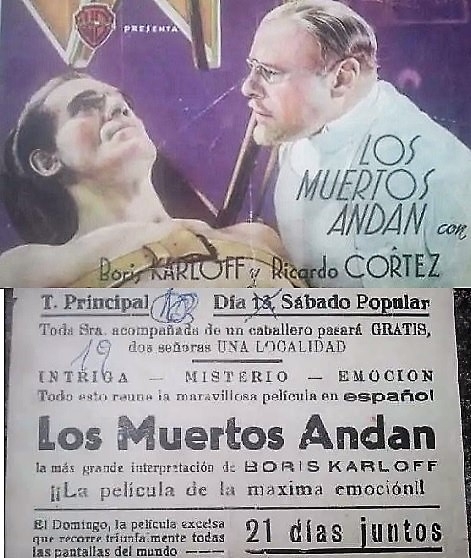 WB
PRESENTA
LOS
MUERTOS
ANDAN con
Boris KARLOFF y Ricardo CORTEZ
T. Principal Día 13, Sábado Popular
Toda Sra. acompañada de un caballero pasará GRATIS,
dos señoras UNA LOCALIDAD
19
INTRIGA — MISTERIO — EMOCION
Todo esto reune la maravillosa película en español
Los Muertos Andan
la más grande interpretación de BORIS KARLOFF
¡¡La película de la maxima emoción!!
El Domingo, la película excelsa
que recorre triunfalmente todas
las pantallas del mundo —
21 días juntos